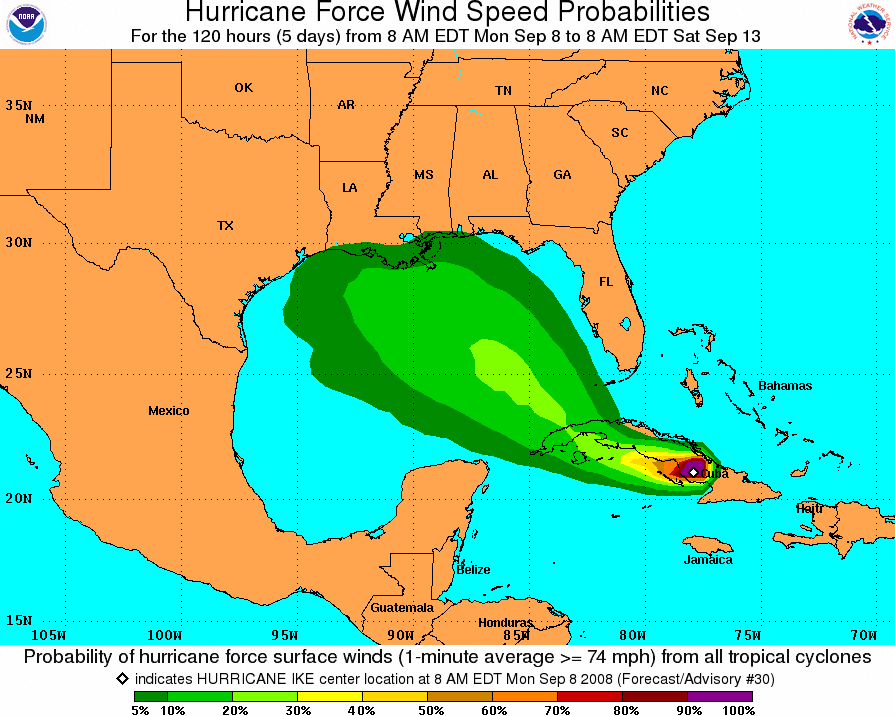 NOAA
Hurricane Force Wind Speed Probabilities
For the 120 hours (5 days) from 8 AM EDT Mon Sep 8 to 8 AM EDT Sat Sep 13
NATIONAL WEATHER SERVICE
OK
TN
NC
35N
AR
NM
SC
MS
AL
GA
LA
TX
30N
FL
25N
Bahamas
Mexico
Cuba
20N
Haiti
Jamaica
Belize
Guatemala
Honduras
15N
105W 100W 95W 90W 85W 80W 75W 70W
Probability of hurricane force surface winds (1-minute average >= 74 mph) from all tropical cyclones
indicates HURRICANE IKE center location at 8 AM EDT Mon Sep 8 2008 (Forecast/Advisory #30)
5% 10% 20% 30% 40% 50% 60% 70% 80% 90% 100%